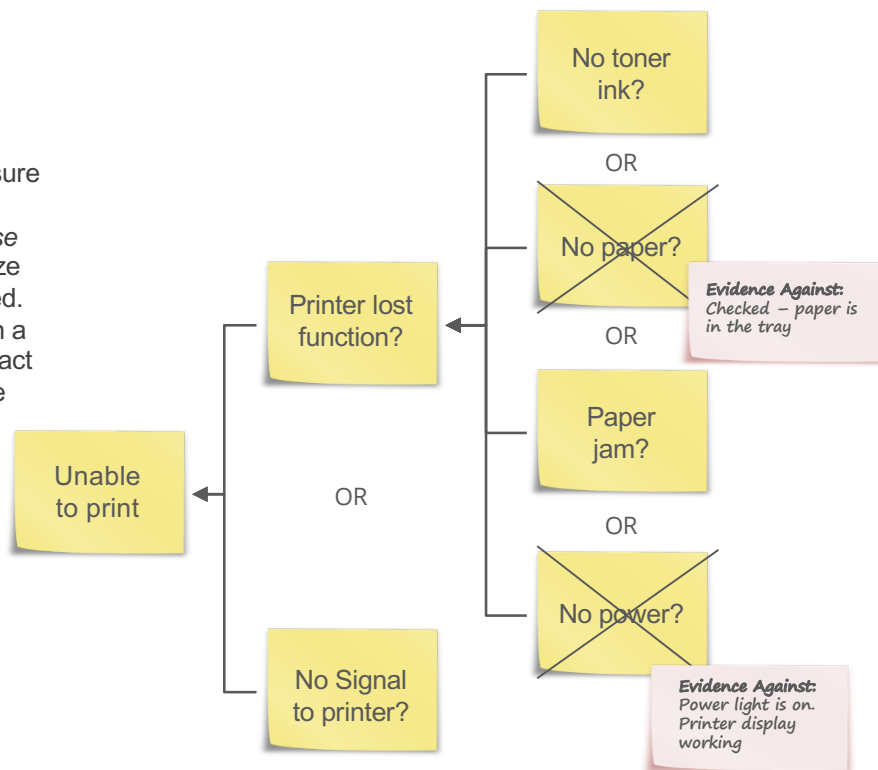 sure
se
ze
ed.
n a
act
e
No toner
ink?
OR
No paper?
Evidence Against:
Checked – paper is
in the tray
Printer lost
function?
OR
Paper
jam?
Unable
to print
OR
OR
No power?
No Signal
to printer?
Evidence Against:
Power light is on.
Printer display
working